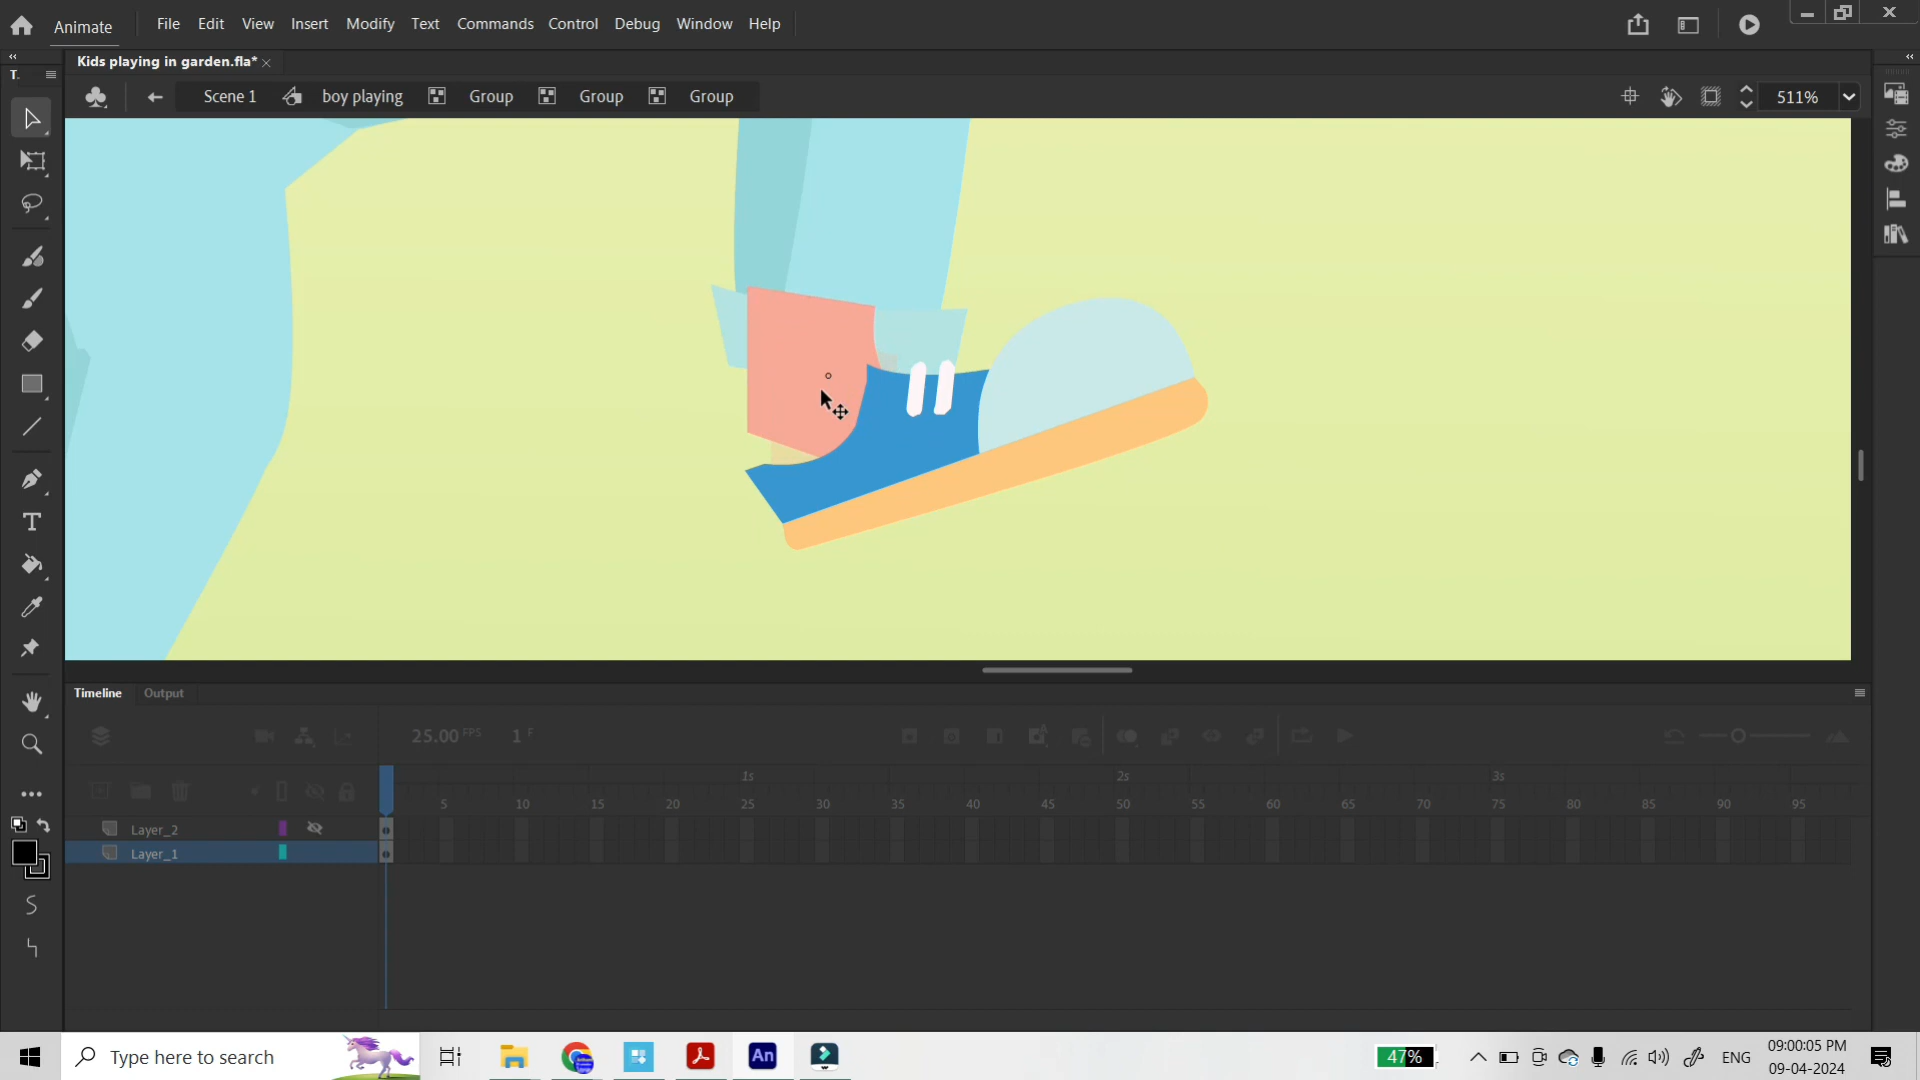 Animate
File Edit View Insert Modify Text Commands Control Debug Window Help
T.
Kids playing in garden.fla*
Scene 1 boy playing Group Group Group
511%
Timeline Output
25.00 FPS 1 F
1s 2s 3s
5 10 15 20 25 30 35 40 45 50 55 60 65 70 75 80 85 90 95
Layer_2
Layer_1
Type here to search
An
47%
ENG
09:00:05 PM
09-04-2024